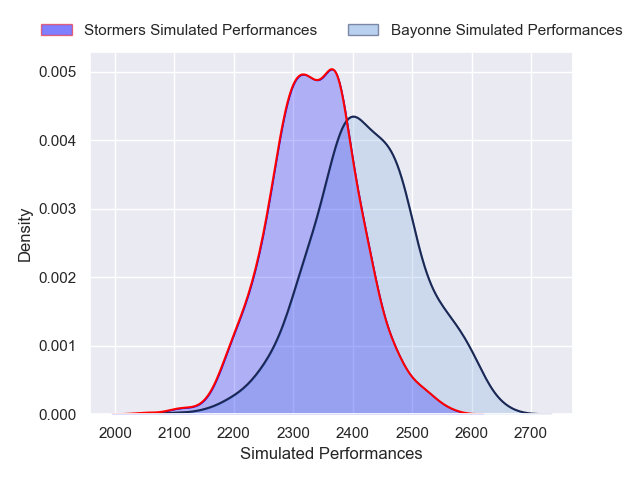 Stormers Simulated Performances
Bayonne Simulated Performances
0.005
0.004
0.003
0.002
0.001
0.000
Density
2000 2100 2200 2300 2400 2500 2600 2700
Simulated Performances